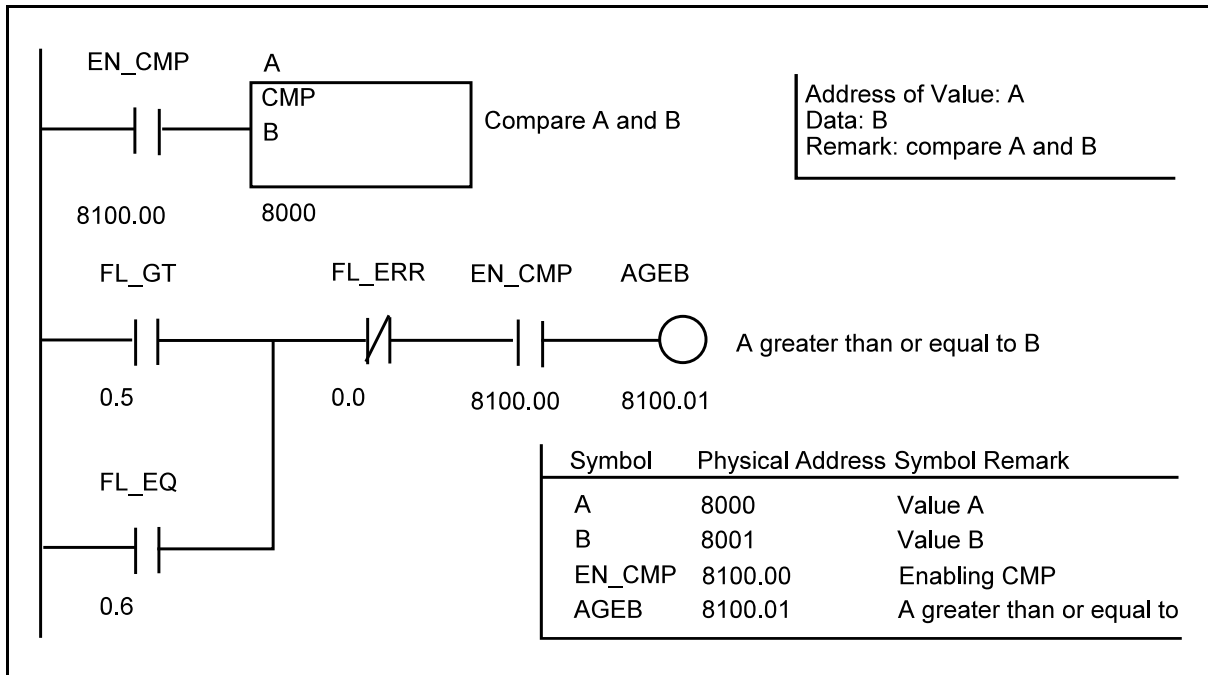 EN_CMP
A
CMP
B
Compare A and B
8100.00
8000
Address of Value: A
Data: B
Remark: compare A and B
FL_GT
FL_ERR
EN_CMP
AGEB
A greater than or equal to B
0.5
0.0
8100.00
8100.01
FL_EQ
0.6
Symbol Physical Address Symbol Remark
A 8000 Value A
B 8001 Value B
EN_CMP 8100.00 Enabling CMP
AGEB 8100.01 A greater than or equal to